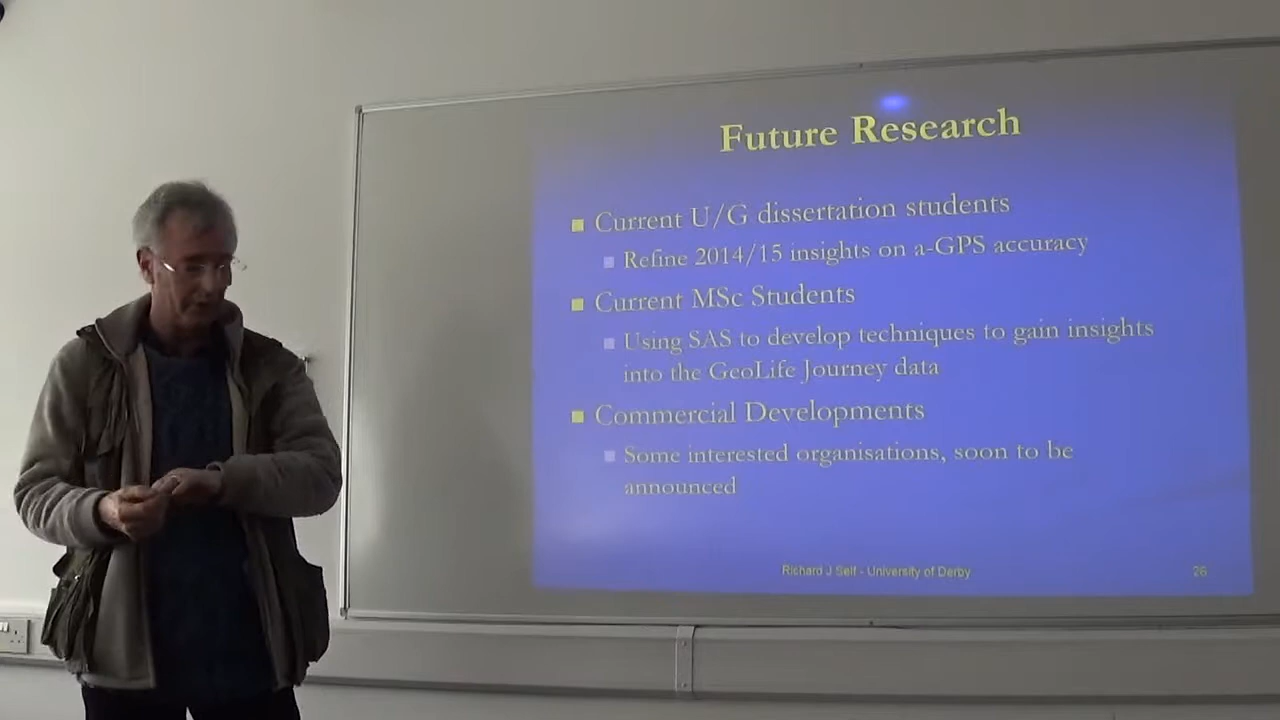 Future Research
Current U/G dissertation students
Refine 2014/15 insights on a-GPS accuracy
Current MSc Students
Using SAS to develop techniques to gain insights
into the GeoLife Journey data
Commercial Developments
Some interested organisations, soon to be
announced
Richard J Self - University of Derby
26